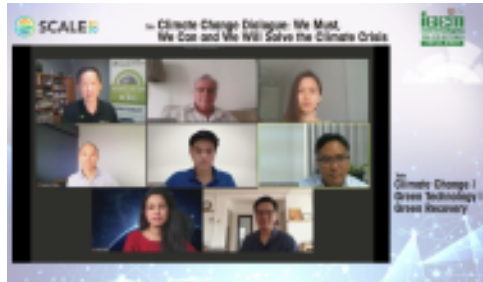 SCALE
Climate Change Dialogue: We Must,
We Can and We Will Solve the Climate Crisis
Climate Change |
Green Technology |
Green Recovery